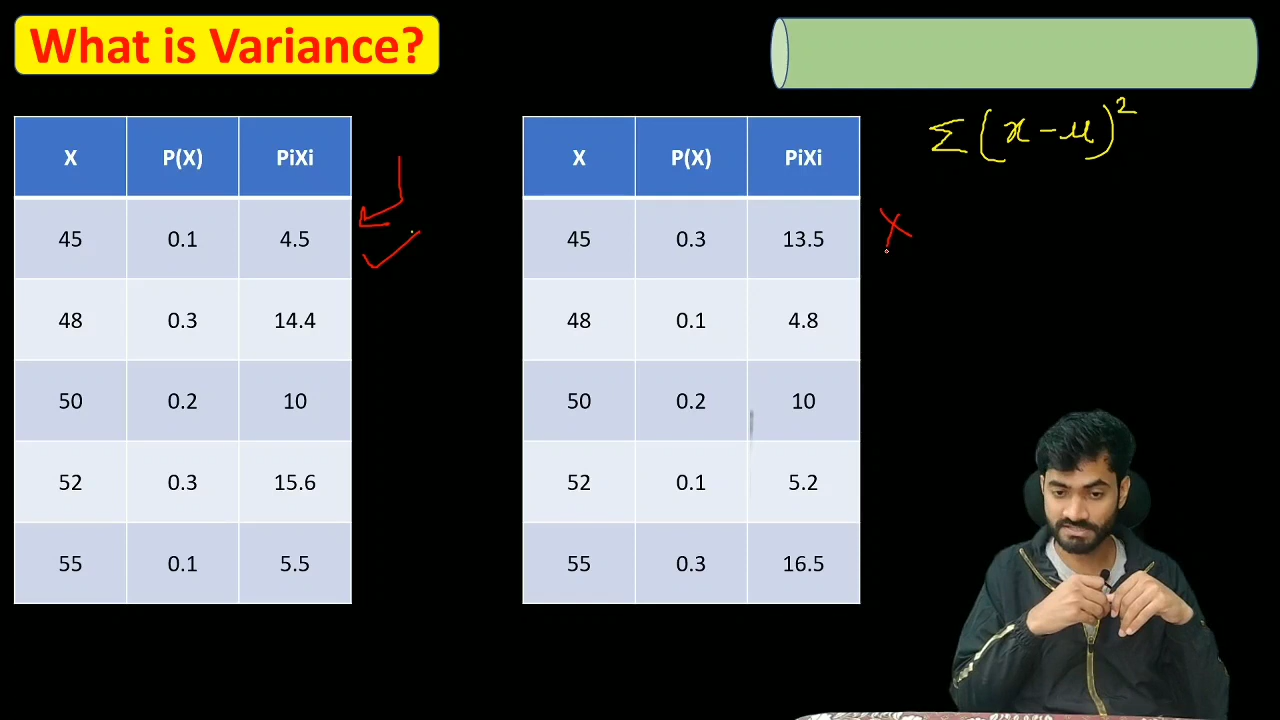 What is Variance?
Σ(x-μ)²
X P(X) PiXi
45 0.1 4.5
48 0.3 14.4
50 0.2 10
52 0.3 15.6
55 0.1 5.5
X P(X) PiXi
45 0.3 13.5
48 0.1 4.8
50 0.2 10
52 0.1 5.2
55 0.3 16.5